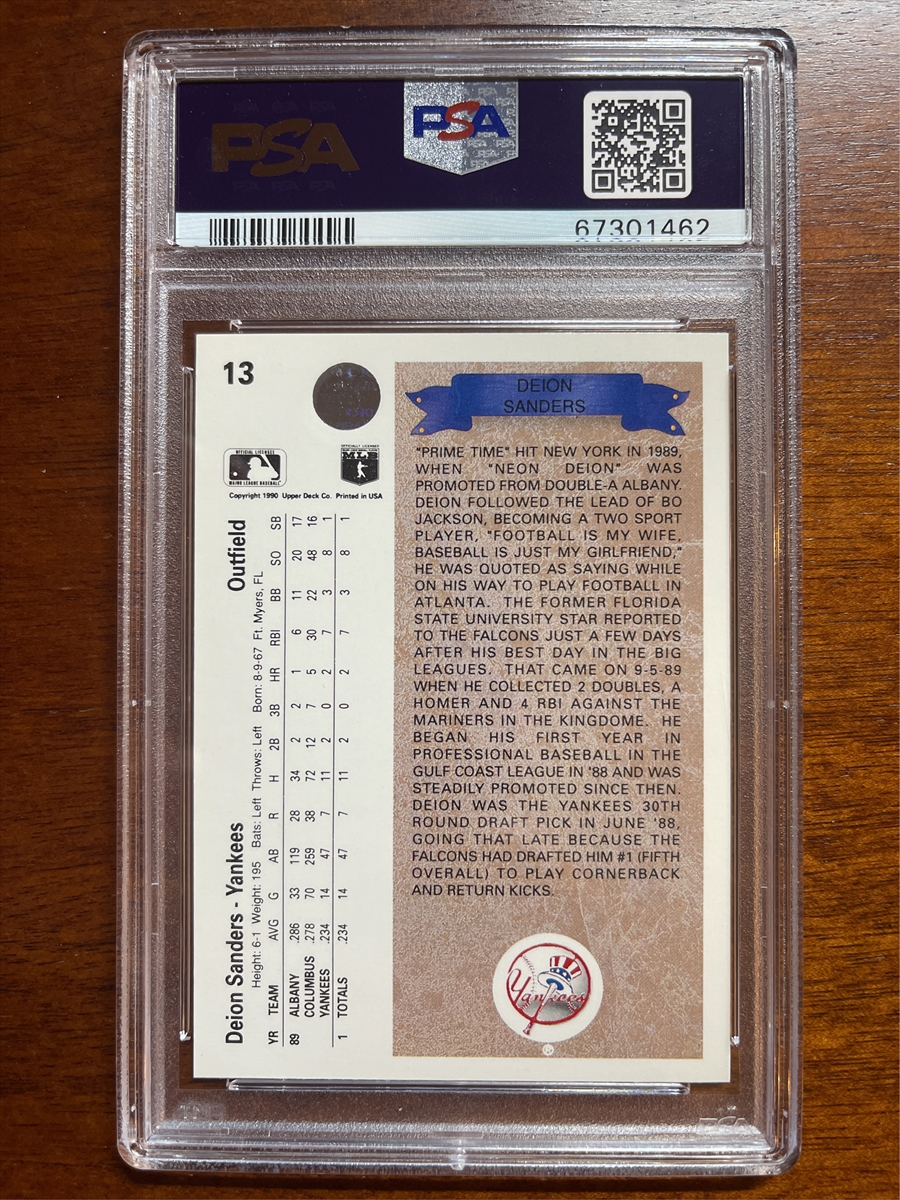 PSA
PSA
67301462
13
OFFICIAL LICENSEE
MAJOR LEAGUE BASEBALL
OFFICIALLY LICENSED
Copyright 1990 Upper Deck Co. Printed in USA
Deion Sanders - Yankees Outfield
Height: 6-1 Weight: 195 Bats: Left Throws: Left Born: 8-9-67 Ft. Myers, FL
YR TEAM AVG G AB R H 2B 3B HR RBI BB SO SB
89 ALBANY .286 33 119 28 34 2 2 1 6 11 20 17
COLUMBUS .278 70 259 38 72 12 7 5 30 22 48 16
YANKEES .234 14 47 7 11 2 0 2 7 3 8 1
1 TOTALS .234 14 47 7 11 2 0 2 7 3 8 1
DEION
SANDERS
"PRIME TIME" HIT NEW YORK IN 1989,
WHEN "NEON DEION" WAS
PROMOTED FROM DOUBLE-A ALBANY.
DEION FOLLOWED THE LEAD OF BO
JACKSON, BECOMING A TWO SPORT
PLAYER, "FOOTBALL IS MY WIFE,
BASEBALL IS JUST MY GIRLFRIEND,"
HE WAS QUOTED AS SAYING WHILE
ON HIS WAY TO PLAY FOOTBALL IN
ATLANTA. THE FORMER FLORIDA
STATE UNIVERSITY STAR REPORTED
TO THE FALCONS JUST A FEW DAYS
AFTER HIS BEST DAY IN THE BIG
LEAGUES. THAT CAME ON 9-5-89
WHEN HE COLLECTED 2 DOUBLES, A
HOMER AND 4 RBI AGAINST THE
MARINERS IN THE KINGDOME. HE
BEGAN HIS FIRST YEAR IN
PROFESSIONAL BASEBALL IN THE
GULF COAST LEAGUE IN '88 AND WAS
STEADILY PROMOTED SINCE THEN.
DEION WAS THE YANKEES 30TH
ROUND DRAFT PICK IN JUNE '88,
GOING THAT LATE BECAUSE THE
FALCONS HAD DRAFTED HIM #1 (FIFTH
OVERALL) TO PLAY CORNERBACK
AND RETURN KICKS.
Yankees